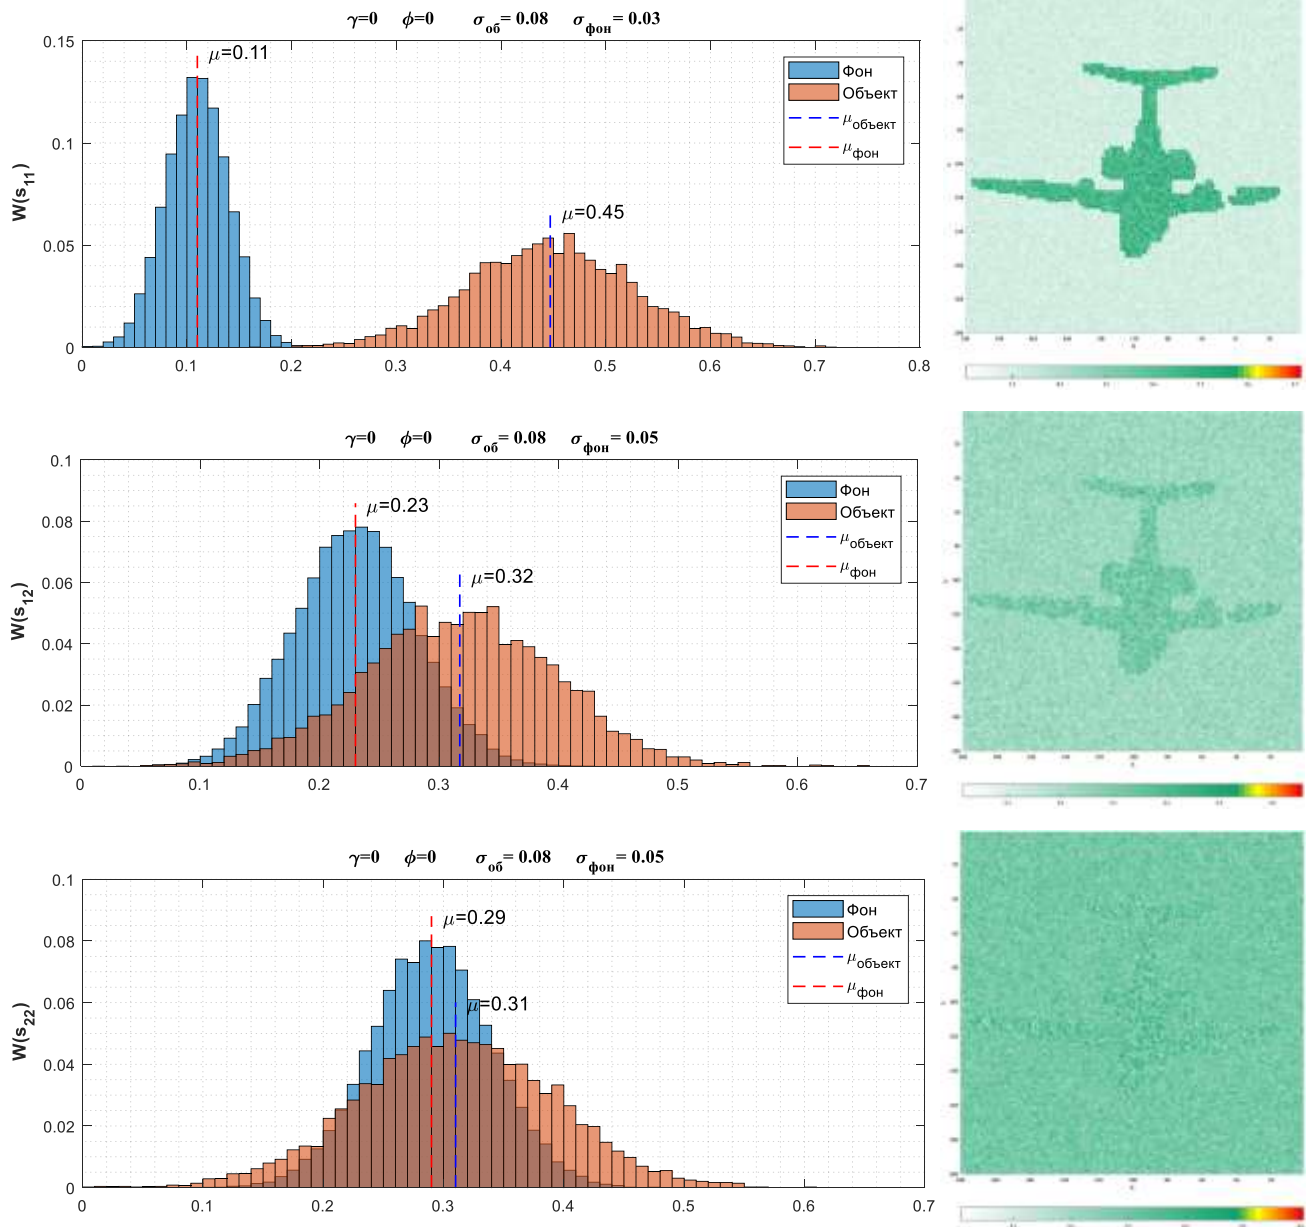 γ=0 ϕ=0 σоб= 0.08 σфон= 0.03
0.15
0.1
0.05
0
W(s11)
μ=0.11
μ=0.45
Фон
Объект
μобъект
μфон
0 0.1 0.2 0.3 0.4 0.5 0.6 0.7 0.8
γ=0 ϕ=0 σоб= 0.08 σфон= 0.05
0.1
0.08
0.06
0.04
0.02
0
W(s12)
μ=0.23
μ=0.32
Фон
Объект
μобъект
μфон
0 0.1 0.2 0.3 0.4 0.5 0.6 0.7
γ=0 ϕ=0 σоб= 0.08 σфон= 0.05
0.1
0.08
0.06
0.04
0.02
0
W(s22)
μ=0.29
μ=0.31
Фон
Объект
μобъект
μфон
0 0.1 0.2 0.3 0.4 0.5 0.6 0.7